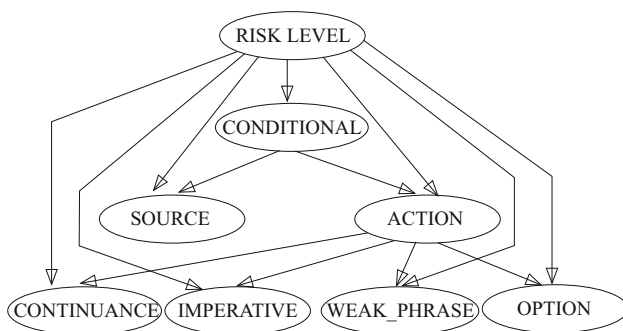 RISK LEVEL
CONDITIONAL
SOURCE
ACTION
CONTINUANCE
IMPERATIVE
WEAK_PHRASE
OPTION